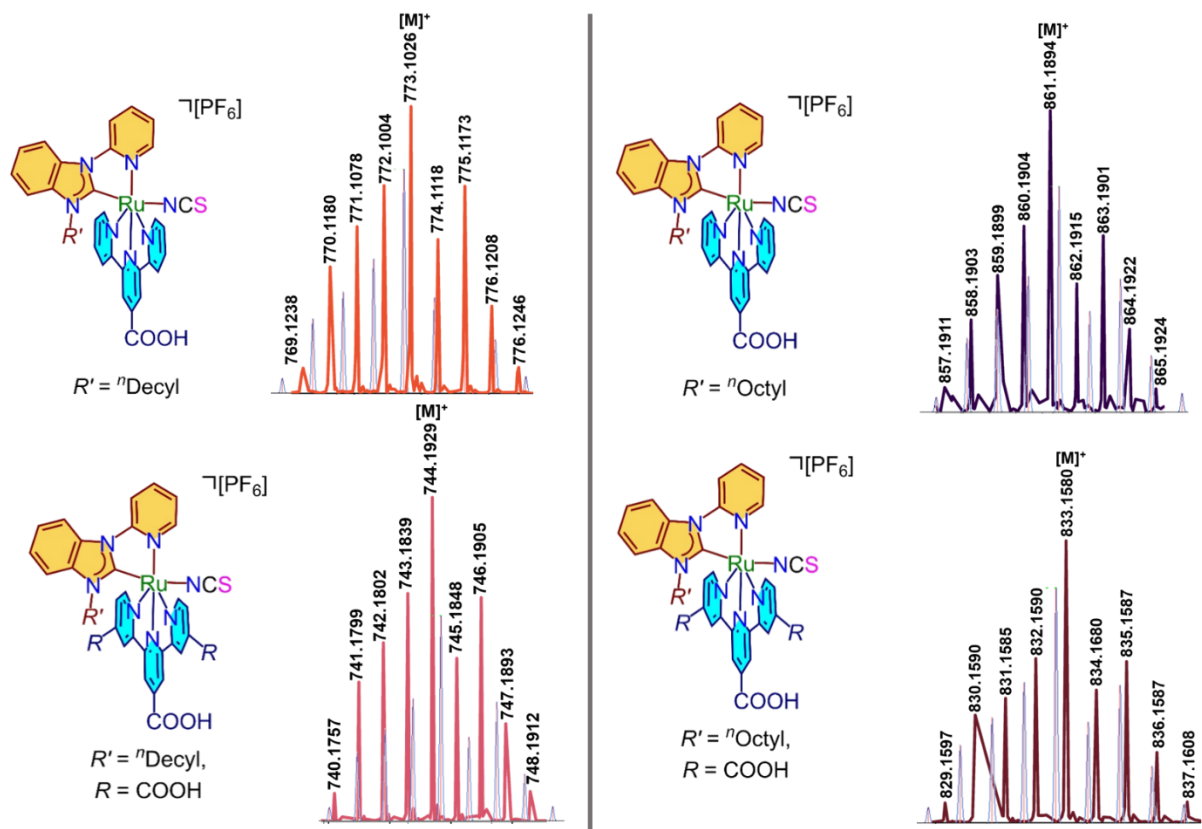 [M]⁺
773.1026
769.1238
770.1180
771.1078
772.1004
774.1118
775.1173
776.1208
776.1246
⌝[PF₆]
N
N
N
Ru
NCS
R'
N
N
N
COOH
R' = ⁿDecyl
[M]⁺
861.1894
857.1911
858.1903
859.1899
860.1904
862.1915
863.1901
864.1922
865.1924
⌝[PF₆]
N
N
N
Ru
NCS
R'
N
N
N
COOH
R' = ⁿOctyl
[M]⁺
744.1929
740.1757
741.1799
742.1802
743.1839
745.1848
746.1905
747.1893
748.1912
⌝[PF₆]
N
N
N
Ru
NCS
R'
N
N
N
R
R
COOH
R' = ⁿDecyl,
R = COOH
[M]⁺
833.1580
829.1597
830.1590
831.1585
832.1590
834.1680
835.1587
836.1587
837.1608
⌝[PF₆]
N
N
N
Ru
NCS
R'
N
N
N
R
R
COOH
R' = ⁿOctyl,
R = COOH